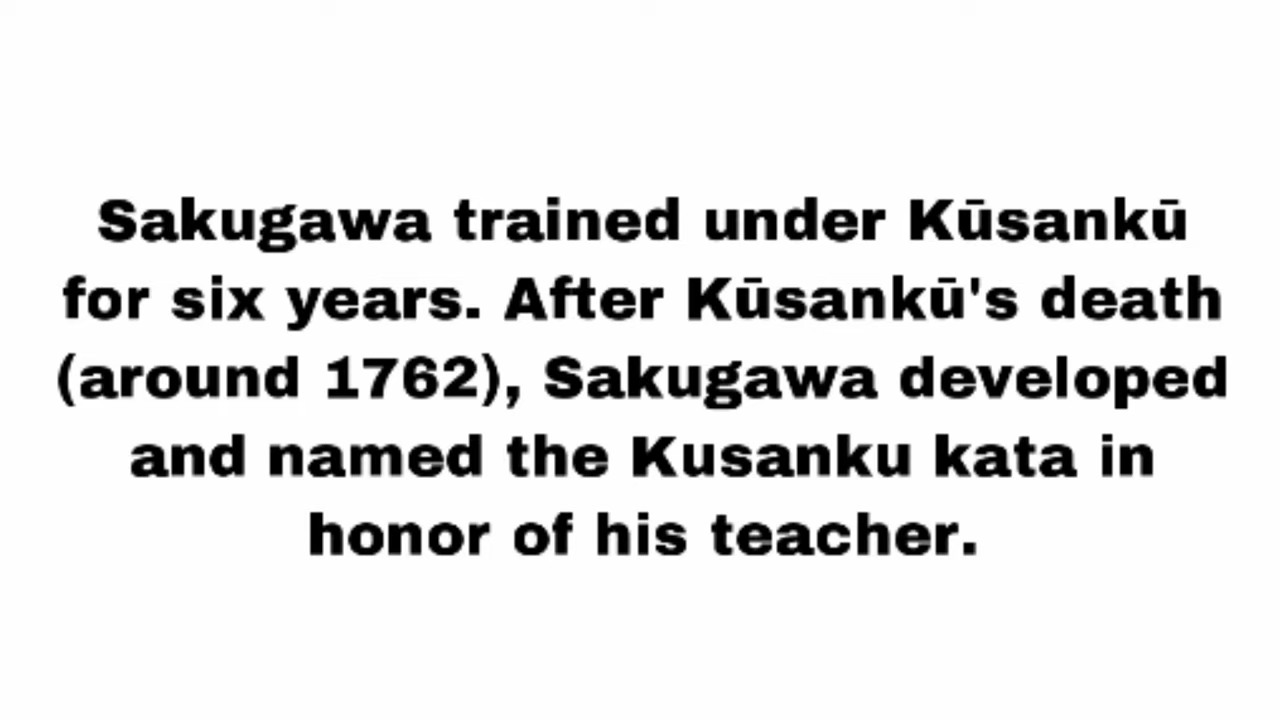 Sakugawa trained under Kūsankū
for six years. After Kūsankū's death
(around 1762), Sakugawa developed
and named the Kusanku kata in
honor of his teacher.